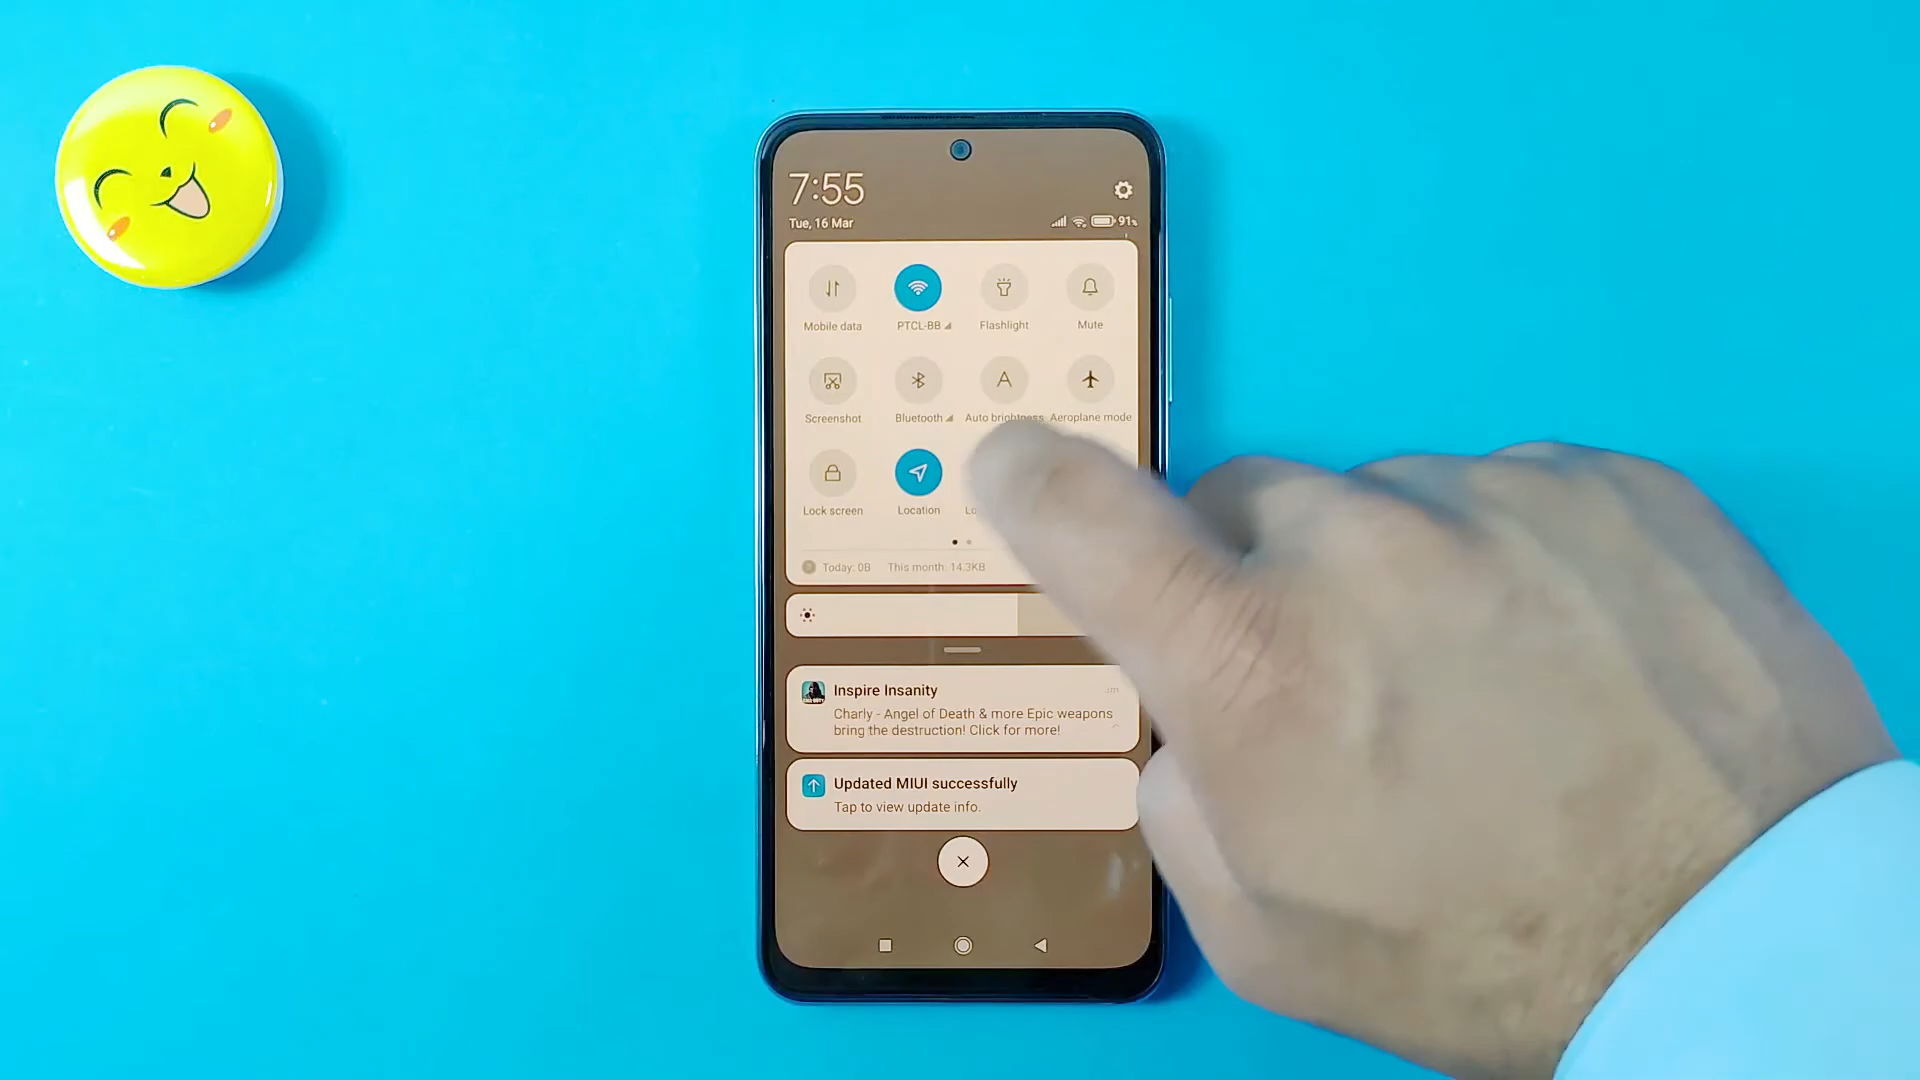 7:55
Tue, 16 Mar
91%
Mobile data
PTCL-BB
Flashlight
Mute
Screenshot
Bluetooth
Auto brightness
Aeroplane mode
Lock screen
Location
Today: 0B This month: 14.3KB
Inspire Insanity
Charly - Angel of Death & more Epic weapons
bring the destruction! Click for more!
Updated MIUI successfully
Tap to view update info.